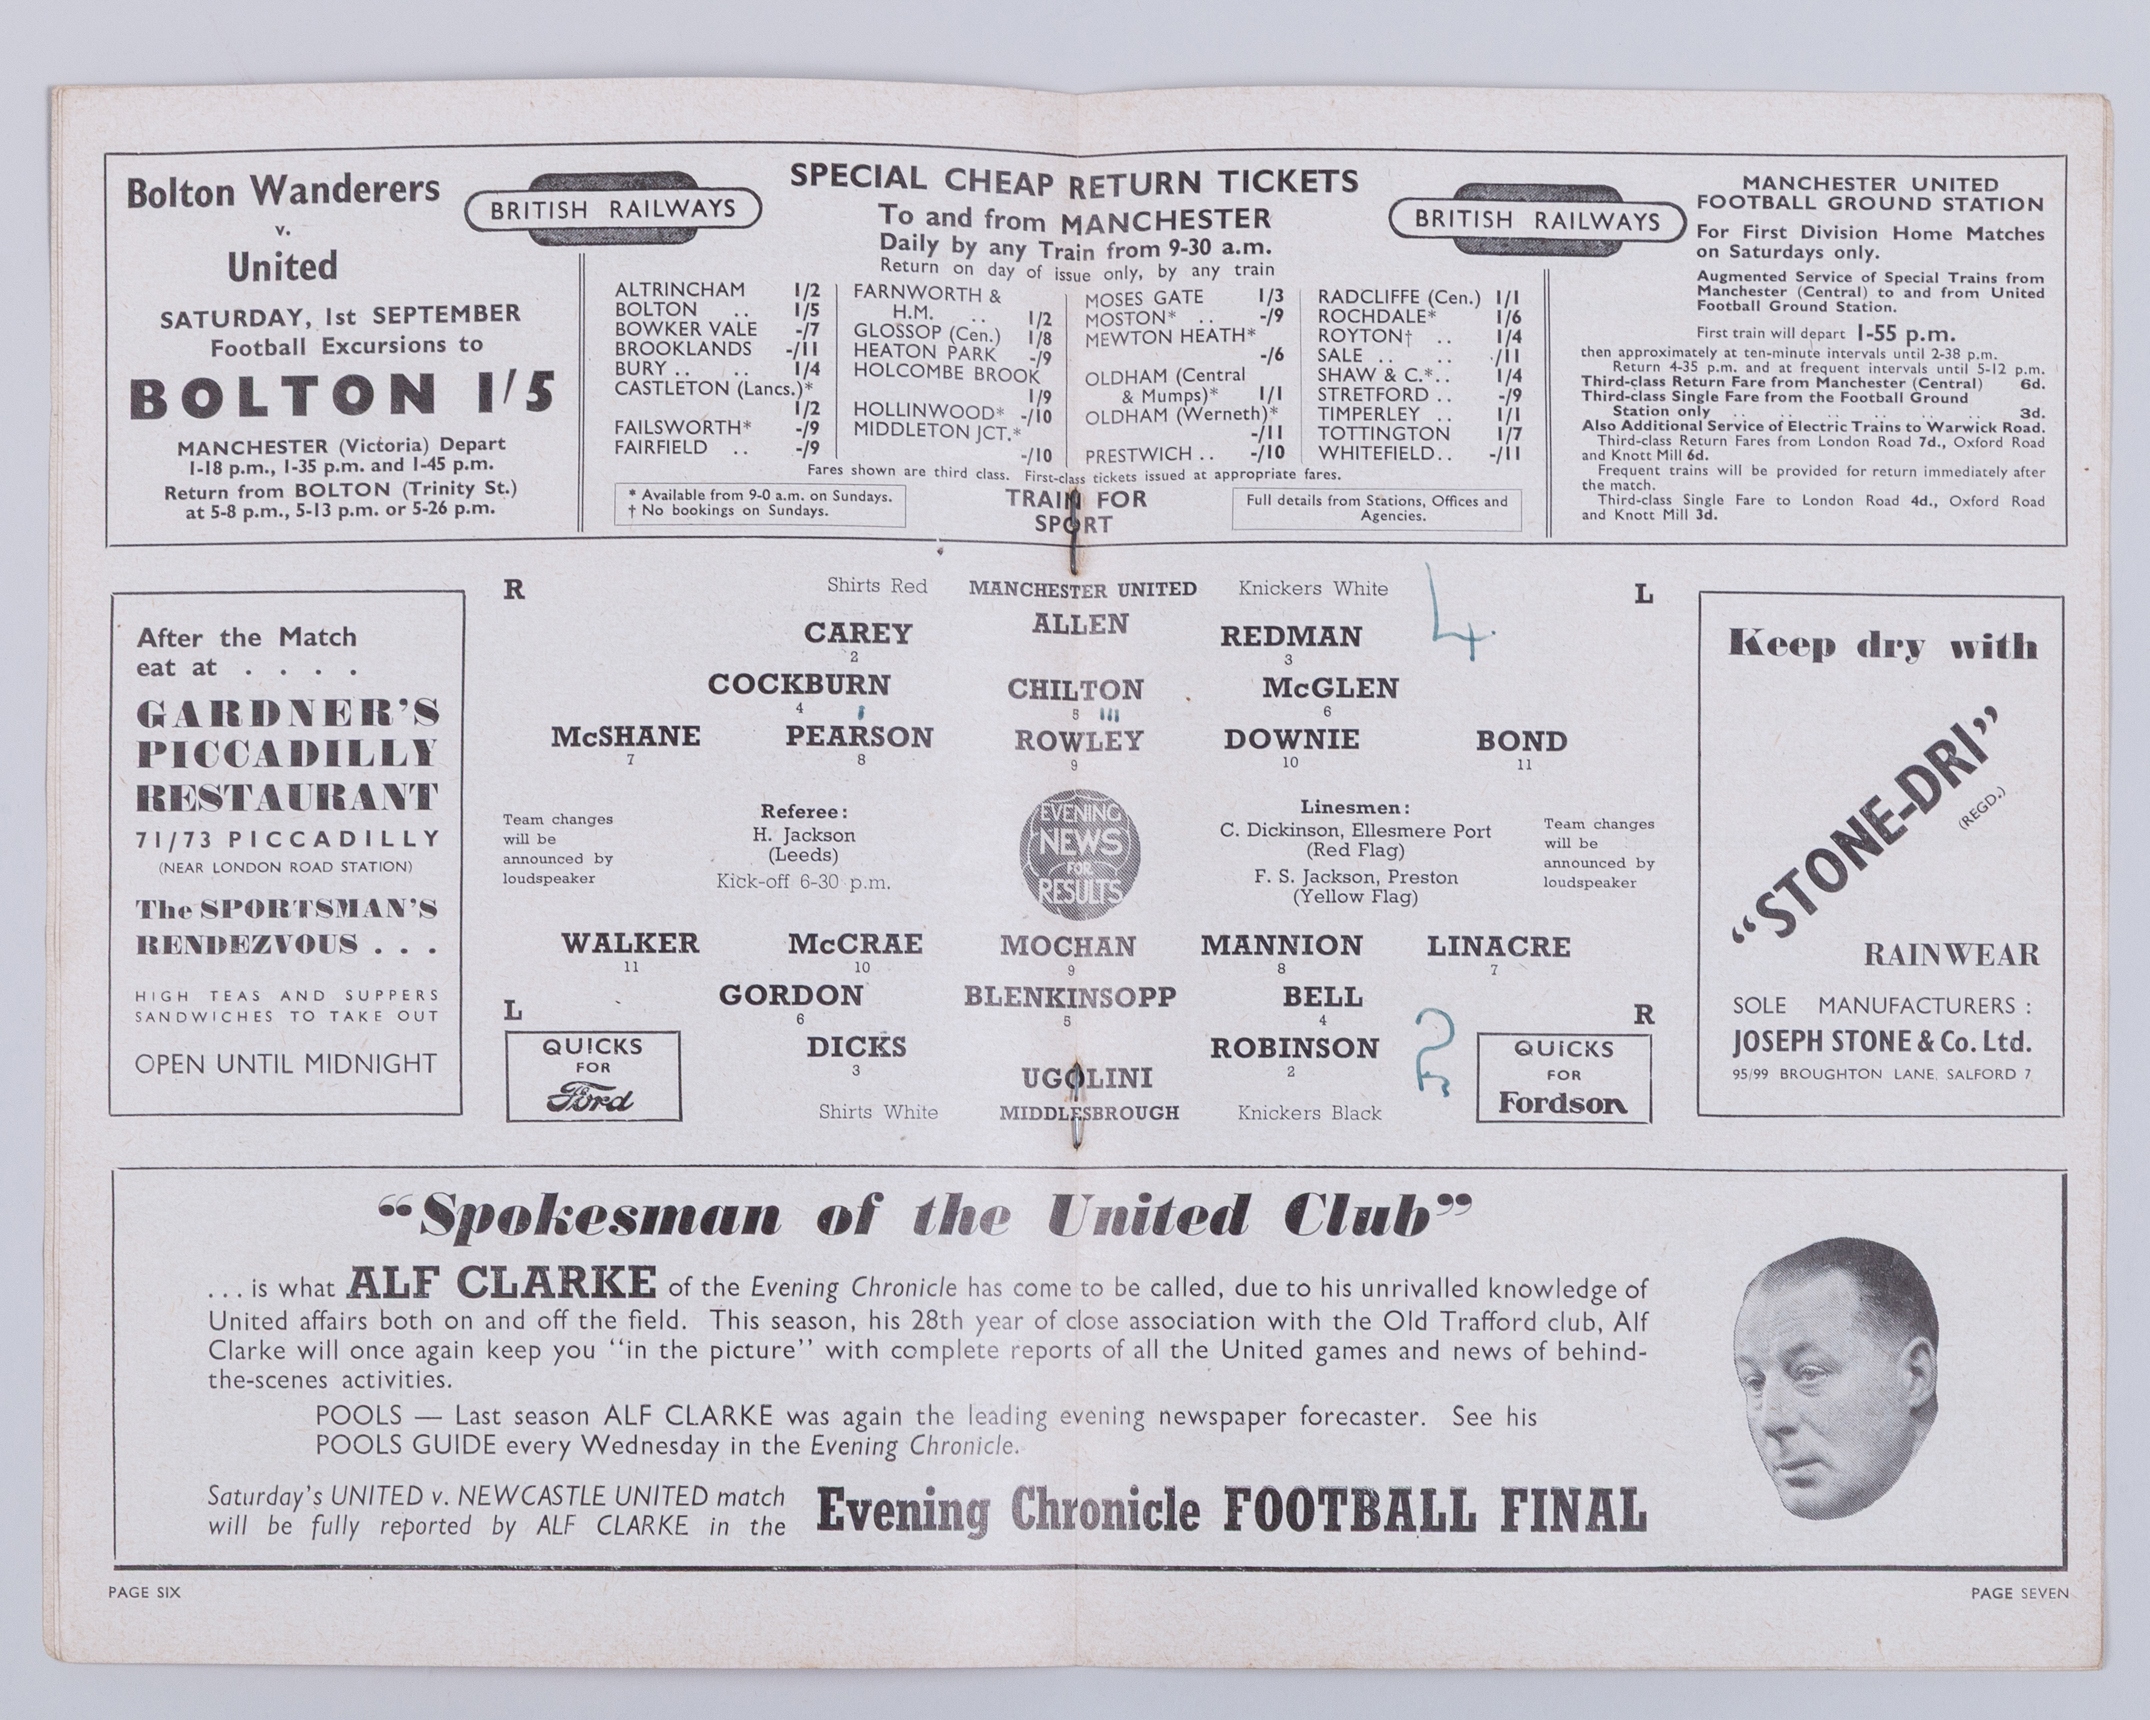 Bolton Wanderers
v.
United
SATURDAY, 1st SEPTEMBER
Football Excursions to
BOLTON 1/5
MANCHESTER (Victoria) Depart
1-18 p.m., 1-35 p.m. and 1-45 p.m.
Return from BOLTON (Trinity St.)
at 5-8 p.m., 5-13 p.m. or 5-26 p.m.
BRITISH RAILWAYS
SPECIAL CHEAP RETURN TICKETS
To and from MANCHESTER
Daily by any Train from 9-30 a.m.
Return on day of issue only, by any train
BRITISH RAILWAYS
ALTRINCHAM 1/2
BOLTON .. 1/5
BOWKER VALE -/7
BROOKLANDS -/11
BURY .. .. 1/4
CASTLETON (Lancs.)*
1/2
FAILSWORTH* -/9
FAIRFIELD .. -/9
FARNWORTH &
H.M. .. 1/2
GLOSSOP (Cen.) 1/8
HEATON PARK -/9
HOLCOMBE BROOK
1/9
HOLLINWOOD* -/10
MIDDLETON JCT.*
-/10
MOSES GATE 1/3
MOSTON* .. -/9
MEWTON HEATH*
-/6
OLDHAM (Central
& Mumps)* 1/1
OLDHAM (Werneth)*
-/11
PRESTWICH .. -/10
RADCLIFFE (Cen.) 1/1
ROCHDALE* 1/6
ROYTON† .. 1/4
SALE .. .. -/11
SHAW & C.*.. 1/4
STRETFORD .. -/9
TIMPERLEY .. 1/1
TOTTINGTON 1/7
WHITEFIELD.. -/11
Fares shown are third class. First-class tickets issued at appropriate fares.
* Available from 9-0 a.m. on Sundays.
† No bookings on Sundays.
TRAIN FOR
SPORT
Full details from Stations, Offices and
Agencies.
MANCHESTER UNITED
FOOTBALL GROUND STATION
For First Division Home Matches
on Saturdays only.
Augmented Service of Special Trains from
Manchester (Central) to and from United
Football Ground Station.
First train will depart 1-55 p.m.
then approximately at ten-minute intervals until 2-38 p.m.
Return 4-35 p.m. and at frequent intervals until 5-12 p.m.
Third-class Return Fare from Manchester (Central) 6d.
Third-class Single Fare from the Football Ground
Station only .. .. .. .. .. .. 3d.
Also Additional Service of Electric Trains to Warwick Road.
Third-class Return Fares from London Road 7d., Oxford Road
and Knott Mill 6d.
Frequent trains will be provided for return immediately after
the match.
Third-class Single Fare to London Road 4d., Oxford Road
and Knott Mill 3d.
After the Match
eat at . . . .
GARDNER'S
PICCADILLY
RESTAURANT
71/73 PICCADILLY
(NEAR LONDON ROAD STATION)
The SPORTSMAN'S
RENDEZVOUS . . .
HIGH TEAS AND SUPPERS
SANDWICHES TO TAKE OUT
OPEN UNTIL MIDNIGHT
R Shirts Red MANCHESTER UNITED Knickers White 4. L
ALLEN
CAREY REDMAN
2 3
COCKBURN CHILTON McGLEN
4 5 6
McSHANE PEARSON ROWLEY DOWNIE BOND
7 8 9 10 11
Team changes
will be
announced by
loudspeaker
Referee:
H. Jackson
(Leeds)
Kick-off 6-30 p.m.
EVENING
NEWS
FOR
RESULTS
Linesmen:
C. Dickinson, Ellesmere Port
(Red Flag)
F. S. Jackson, Preston
(Yellow Flag)
Team changes
will be
announced by
loudspeaker
WALKER McCRAE MOCHAN MANNION LINACRE
11 10 9 8 7
GORDON BLENKINSOPP BELL
6 5 4
L R
DICKS ROBINSON
3 2
UGOLINI
Shirts White MIDDLESBROUGH Knickers Black
QUICKS
FOR
Ford
2
QUICKS
FOR
Fordson
Keep dry with
"STONE-DRI"
(REGD.)
RAINWEAR
SOLE MANUFACTURERS:
JOSEPH STONE & Co. Ltd.
95/99 BROUGHTON LANE, SALFORD 7
"Spokesman of the United Club"
. . . is what ALF CLARKE of the Evening Chronicle has come to be called, due to his unrivalled knowledge of
United affairs both on and off the field. This season, his 28th year of close association with the Old Trafford club, Alf
Clarke will once again keep you "in the picture" with complete reports of all the United games and news of behind-
the-scenes activities.
POOLS — Last season ALF CLARKE was again the leading evening newspaper forecaster. See his
POOLS GUIDE every Wednesday in the Evening Chronicle.
Saturday's UNITED v. NEWCASTLE UNITED match
will be fully reported by ALF CLARKE in the
Evening Chronicle FOOTBALL FINAL
PAGE SIX
PAGE SEVEN